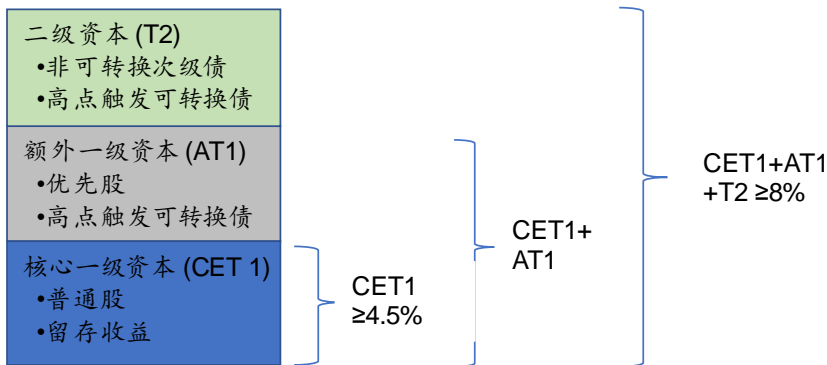 二级资本 (T2)
•非可转换次级债
•高点触发可转换债
额外一级资本 (AT1)
•优先股
•高点触发可转换债
核心一级资本 (CET 1)
•普通股
•留存收益
CET1
≥4.5%
CET1+
AT1
CET1+AT1
+T2 ≥8%